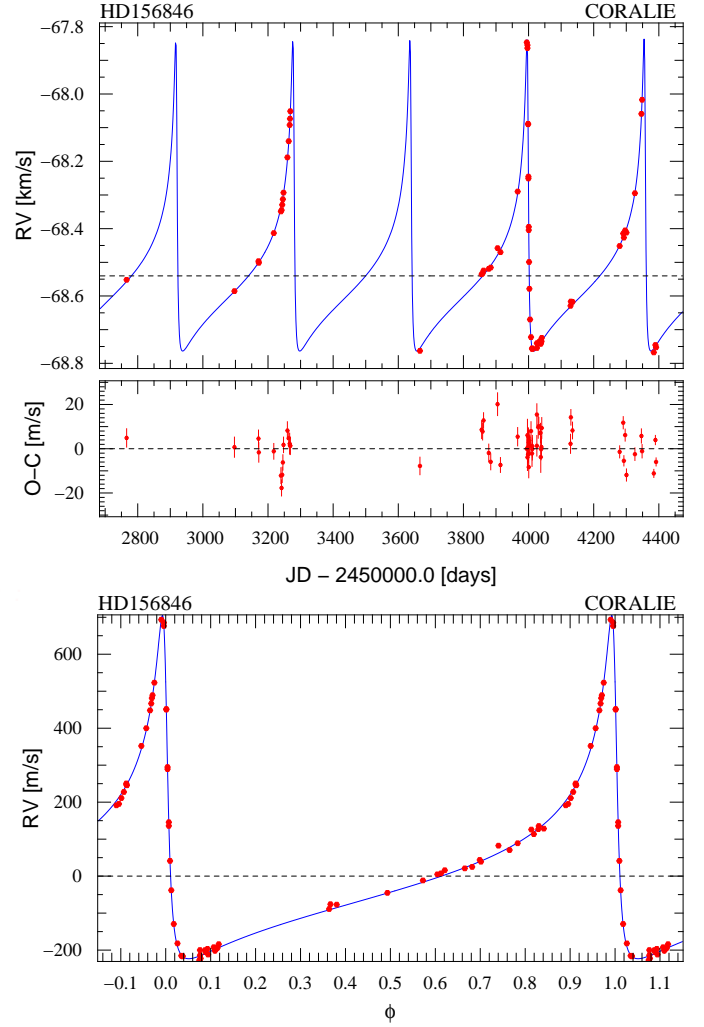 HD156846 CORALIE
−67.8
−68.0
−68.2
−68.4
−68.6
−68.8
RV [km/s]
20
0
−20
O−C [m/s]
2800 3000 3200 3400 3600 3800 4000 4200 4400
JD − 2450000.0 [days]
HD156846 CORALIE
600
400
200
0
−200
RV [m/s]
−0.1 0.0 0.1 0.2 0.3 0.4 0.5 0.6 0.7 0.8 0.9 1.0 1.1
ϕ